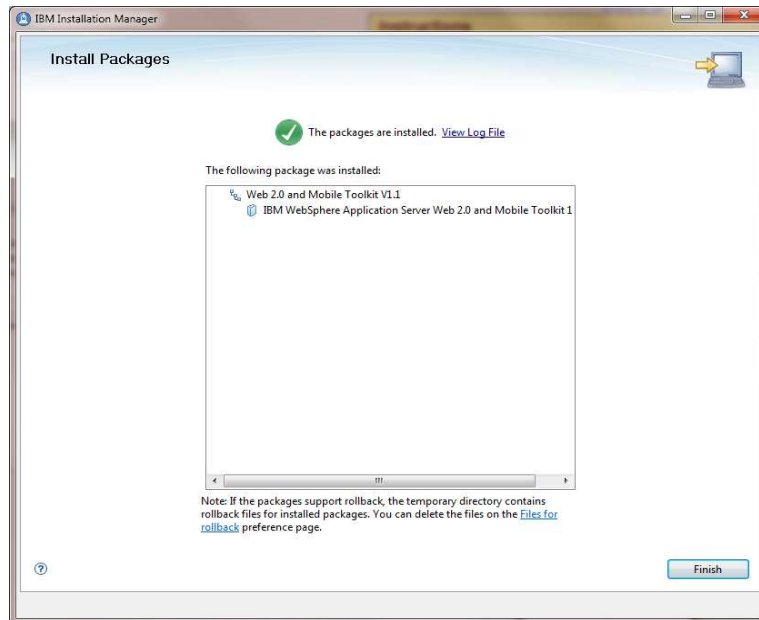 IBM Installation Manager
Instructions
Install Packages
The packages are installed. View Log File
The following package was installed:
Web 2.0 and Mobile Toolkit V1.1
IBM WebSphere Application Server Web 2.0 and Mobile Toolkit 1
Note: If the packages support rollback, the temporary directory contains
rollback files for installed packages. You can delete the files on the Files for
rollback preference page.
?
Finish